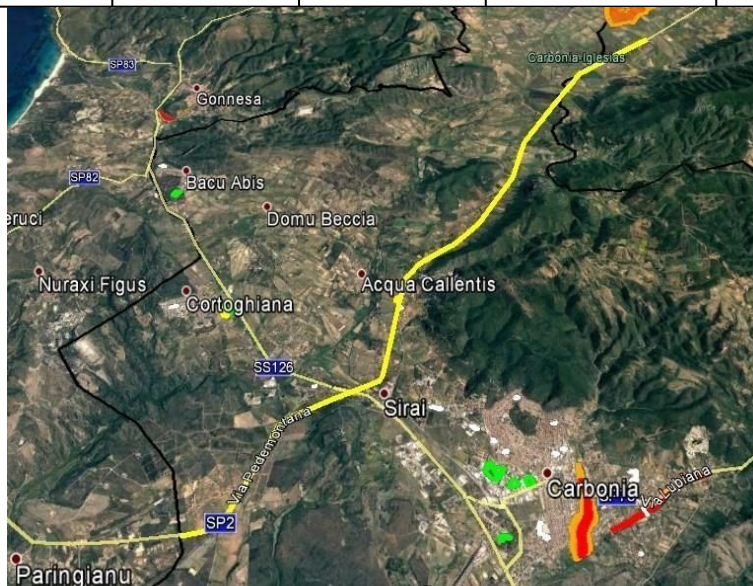 SP83
Carbonia-Iglesias
Gonnesa
SP82
Bacu Abis
Domu Beccia
Nuraxi Figus
Acqua Callentis
Cortoghiana
SS126
Sirai
Via Pedemontana
Carbonia
Via Lubiana
SP2
Paringianu